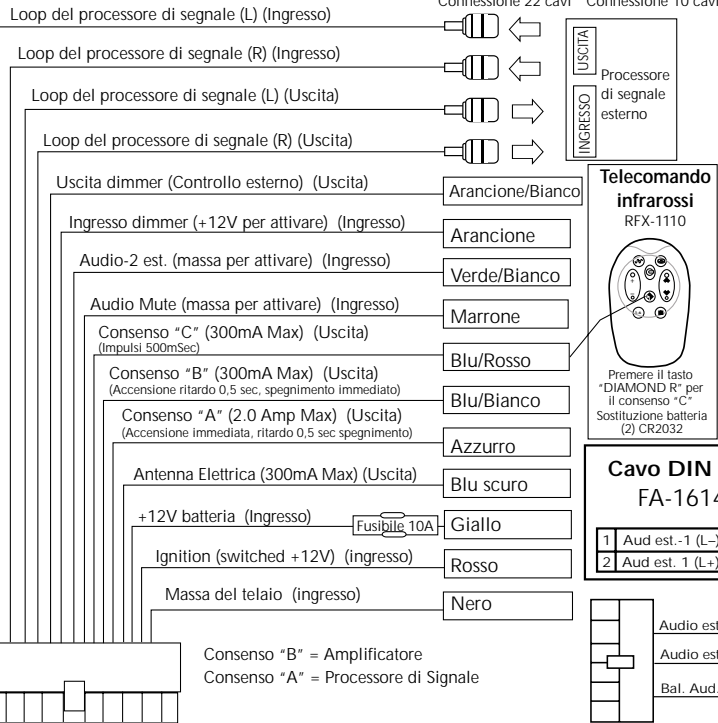 Connessione 22 cavi Connessione 10 cavi
Loop del processore di segnale (L) (Ingresso)
Loop del processore di segnale (R) (Ingresso)
Loop del processore di segnale (L) (Uscita)
Loop del processore di segnale (R) (Uscita)
USCITA
INGRESSO
Processore
di segnale
esterno
Uscita dimmer (Controllo esterno) (Uscita)
Arancione/Bianco
Ingresso dimmer (+12V per attivare) (Ingresso)
Arancione
Audio-2 est. (massa per attivare) (Ingresso)
Verde/Bianco
Audio Mute (massa per attivare) (Ingresso)
Marrone
Consenso "C" (300mA Max) (Uscita)
(Impulsi 500mSec)
Blu/Rosso
Consenso "B" (300mA Max) (Uscita)
(Accensione ritardo 0,5 sec, spegnimento immediato)
Blu/Bianco
Consenso "A" (2.0 Amp Max) (Uscita)
(Accensione immediata, ritardo 0,5 sec spegnimento)
Azzurro
Antenna Elettrica (300mA Max) (Uscita)
Blu scuro
+12V batteria (Ingresso)
Fusibile 10A
Giallo
Ignition (switched +12V) (ingresso)
Rosso
Massa del telaio (ingresso)
Nero
Telecomando
infrarossi
RFX-1110
Premere il tasto
"DIAMOND R" per
il consenso "C"
Sostituzione batteria
(2) CR2032
Cavo DIN
FA-1614
1 Aud est.-1 (L–)
2 Aud est. 1 (L+)
Audio est
Audio est
Bal. Aud.
Consenso "B" = Amplificatore
Consenso "A" = Processore di Signale